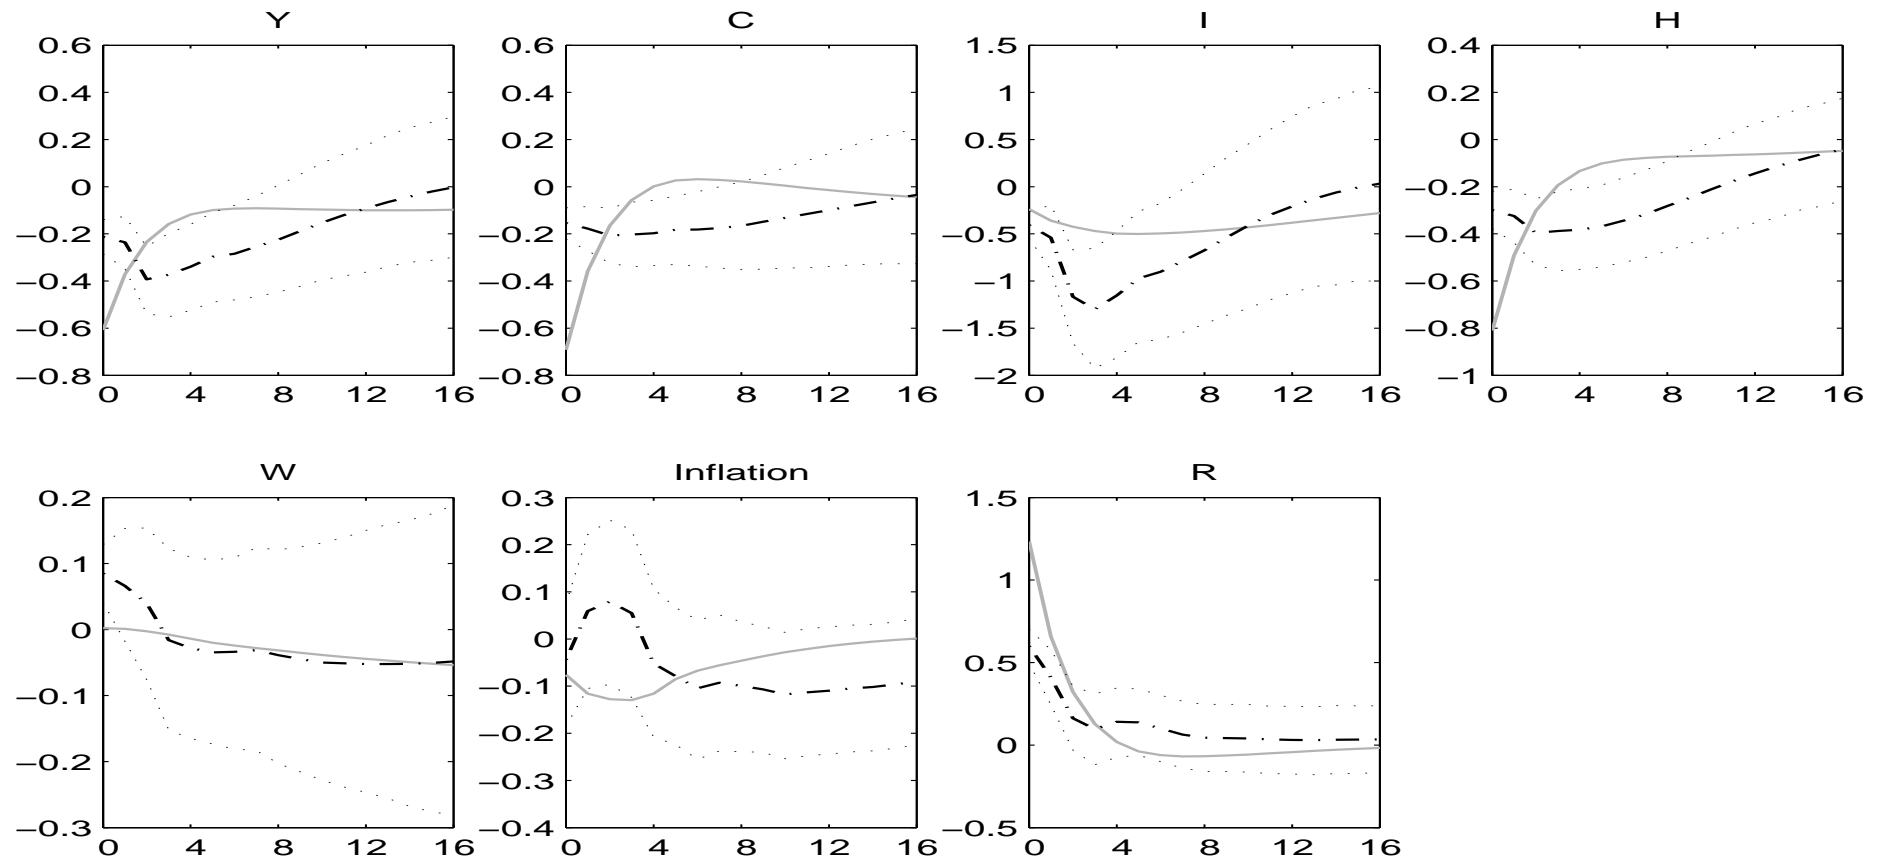 Y C I H
0.6 0.6 1.5 0.4
0.4 0.4 1 0.2
0.2 0.2 0.5 0
0 0 0 −0.2
−0.2 −0.2 −0.5 −0.4
−0.4 −0.4 −1 −0.6
−0.6 −0.6 −1.5 −0.8
−0.8 −0.8 −2 −1
0 4 8 12 16 0 4 8 12 16 0 4 8 12 16 0 4 8 12 16
W Inflation R
0.2 0.3 1.5
0.2
0.1 0.1 1
0 0 0.5
−0.1 −0.1
−0.2 −0.2 0
−0.3
−0.3 −0.4 −0.5
0 4 8 12 16 0 4 8 12 16 0 4 8 12 16